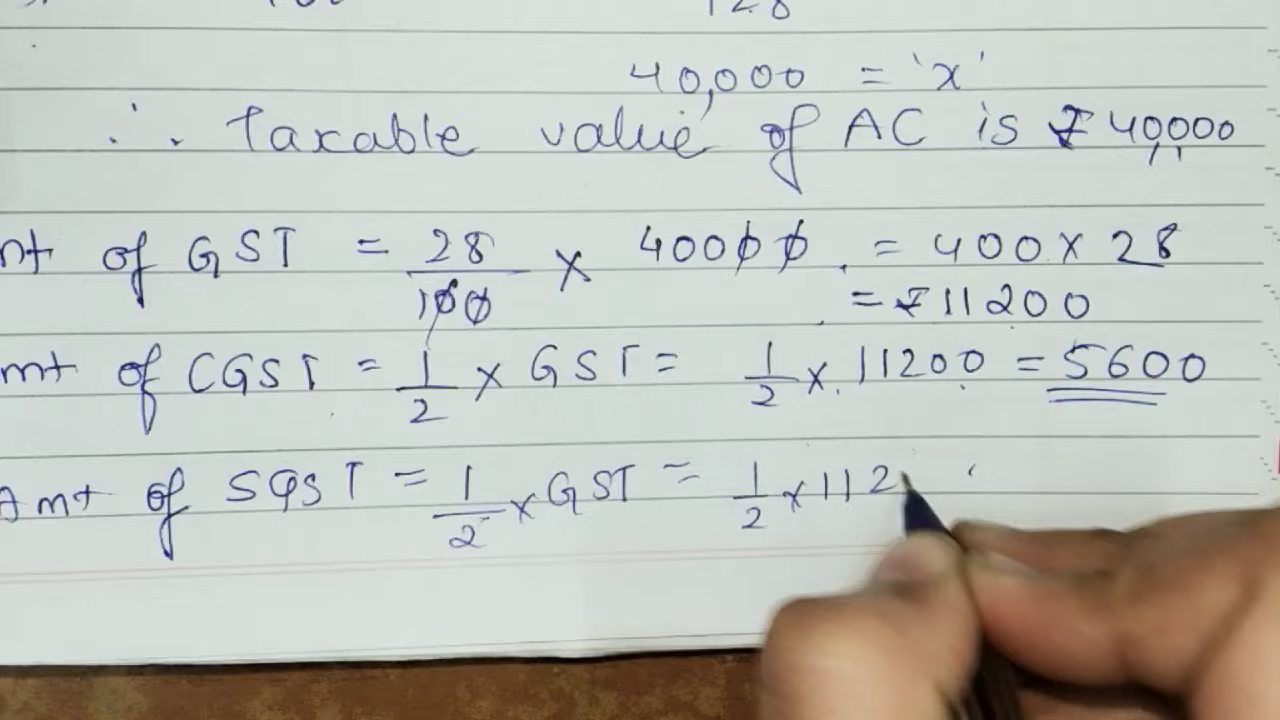 128
40,000 = 'x'
∴ Taxable value of AC is ₹ 40,000
nt of GST = 28/100 × 40000 = 400 × 28
= ₹ 11200
mt of CGST = 1/2 × GST = 1/2 × 11200 = 5600
Amt of SGST = 1/2 × GST = 1/2 × 112